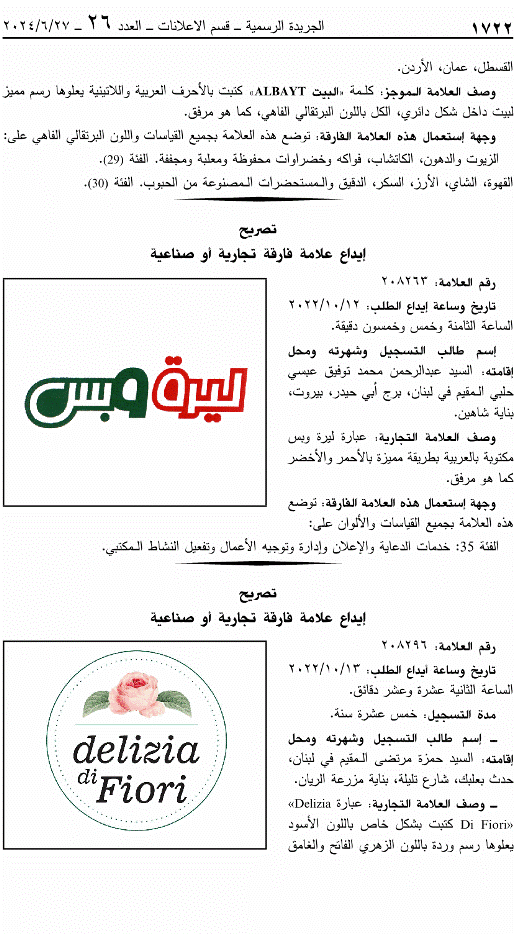 ١٧٢٢ الجريدة الرسمية ــ قسم الاعلانات ــ العدد ٢٦ ــ ٢٠٢٤/٦/٢٧
القسطل، عمان، الأردن.
وصف العلامة الموجز: كلمة «البيت ALBAYT» كتبت بالأحرف العربية واللاتينية يعلوها رسم مميز
لبيت داخل شكل دائري، الكل باللون البرتقالي الفاهي، كما هو مرفق.
وجهة إستعمال هذه العلامة الفارقة: توضع هذه العلامة بجميع القياسات واللون البرتقالي الفاهي على:
الزيوت والدهون، الكاتشاب، فواكه وخضراوات محفوظة ومعلبة ومجففة. الفئة (29).
القهوة، الشاي، الأرز، السكر، الدقيق والمستحضرات المصنوعة من الحبوب. الفئة (30).
تصريح
إيداع علامة فارقة تجارية أو صناعية
رقم العلامة: ٢٠٨٢٦٣
تاريخ وساعة إيداع الطلب: ٢٠٢٢/١٠/١٢
الساعة الثامنة وخمس وخمسون دقيقة.
إسم طالب التسجيل وشهرته ومحل
إقامته: السيد عبدالرحمن محمد توفيق عبسي
حلبي المقيم في لبنان، برج أبي حيدر، بيروت،
بناية شاهين.
وصف العلامة التجارية: عبارة ليرة وبس
مكتوبة بالعربية بطريقة مميزة بالأحمر والأخضر
كما هو مرفق.
وجهة إستعمال هذه العلامة الفارقة: توضع
هذه العلامة بجميع القياسات والألوان على:
الفئة 35: خدمات الدعاية والإعلان وإدارة وتوجيه الأعمال وتفعيل النشاط المكتبي.
ليرة وبس
تصريح
إيداع علامة فارقة تجارية أو صناعية
رقم العلامة: ٢٠٨٢٩٦
تاريخ وساعة أيداع الطلب: ٢٠٢٢/١٠/١٣
الساعة الثانية عشرة وعشر دقائق.
مدة التسجيل: خمس عشرة سنة.
ــ إسم طالب التسجيل وشهرته ومحل
إقامته: السيد حمزة مرتضى المقيم في لبنان،
حدث بعلبك، شارع تليلة، بناية مزرعة الريان.
ــ وصف العلامة التجارية: عبارة «Delizia
Di Fiori» كتبت بشكل خاص باللون الأسود
يعلوها رسم وردة باللون الزهري الفاتح والغامق
delizia
di Fiori